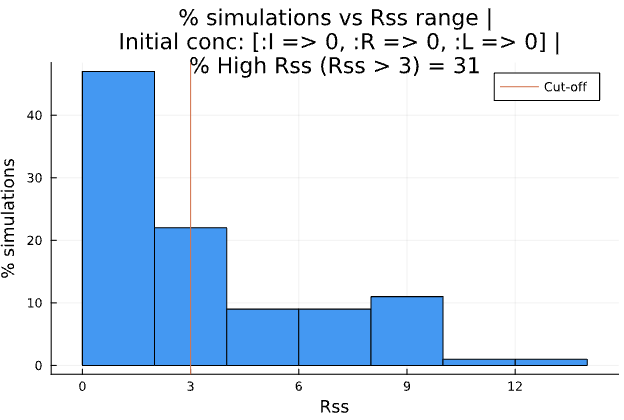 % simulations vs Rss range |
Initial conc: [:I => 0, :R => 0, :L => 0] |
% High Rss (Rss > 3) = 31
Cut-off
% simulations
40
30
20
10
0
0 3 6 9 12
Rss